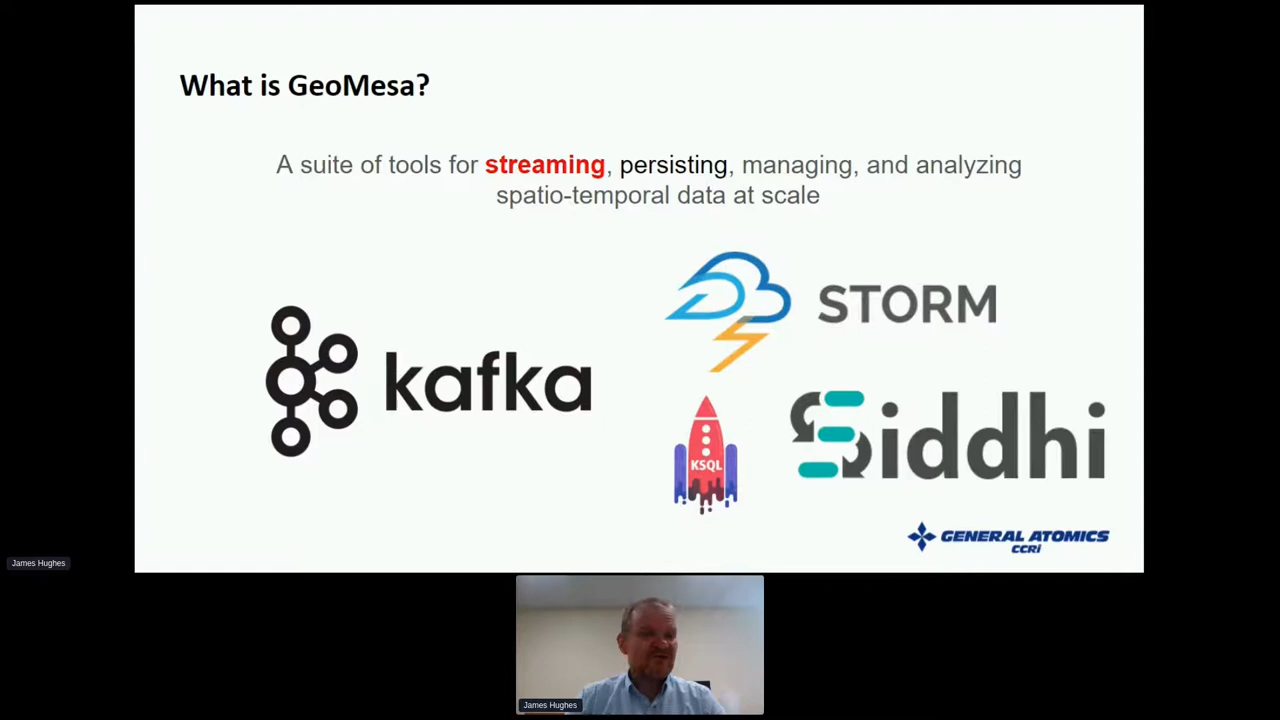 What is GeoMesa?
A suite of tools for streaming, persisting, managing, and analyzing
spatio-temporal data at scale
STORM
kafka
KSQL
Siddhi
GENERAL ATOMICS
CCRi
James Hughes
James Hughes